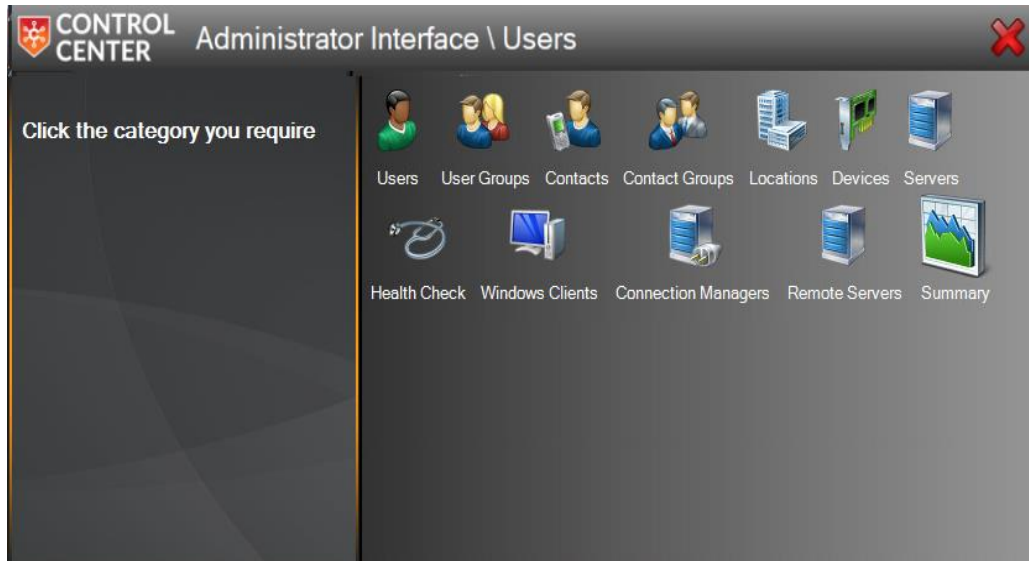 CONTROL
CENTER
Administrator Interface \ Users
Click the category you require
Users User Groups Contacts Contact Groups Locations Devices Servers
Health Check Windows Clients Connection Managers Remote Servers Summary